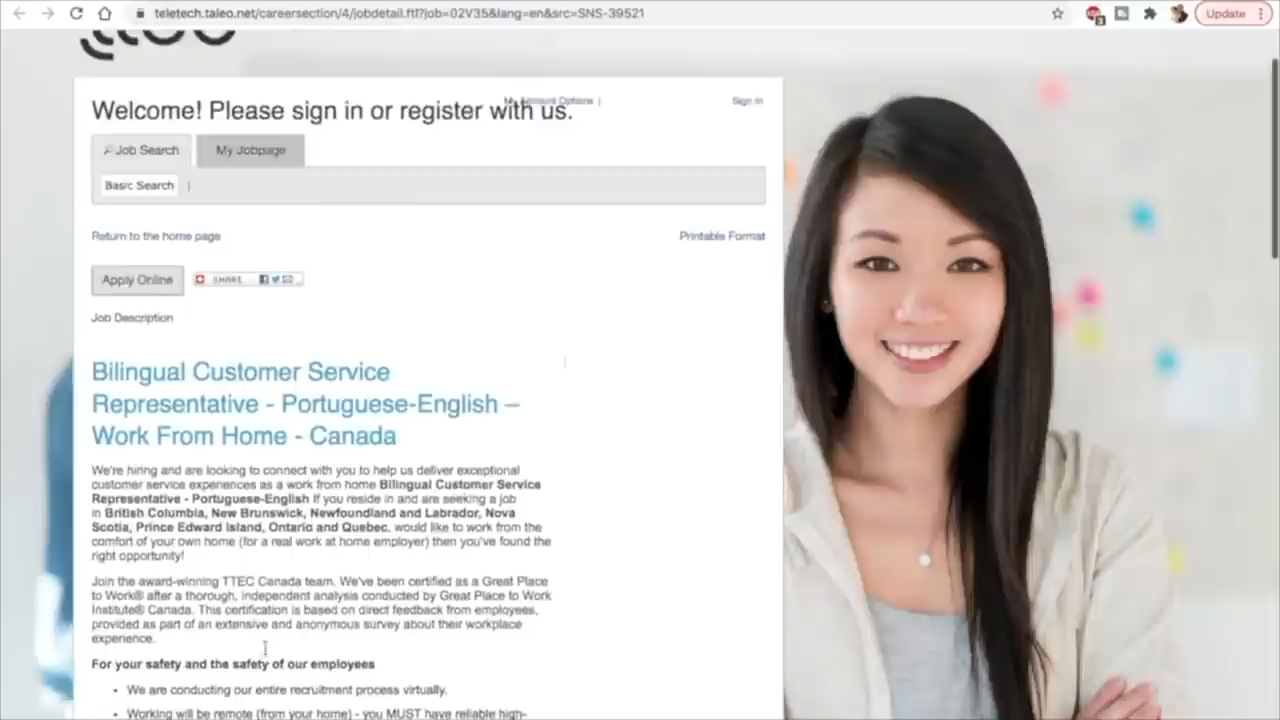 teletech.taleo.net/careersection/4/jobdetail.ftl?job=02V35&lang=en&src=SNS-39521
Update
Welcome! Please sign in or register with us.
My Account Options |
Sign In
Job Search
My Jobpage
Basic Search |
Return to the home page
Printable Format
Apply Online
SHARE
Job Description
Bilingual Customer Service
Representative - Portuguese-English –
Work From Home - Canada
We're hiring and are looking to connect with you to help us deliver exceptional
customer service experiences as a work from home Bilingual Customer Service
Representative - Portuguese-English If you reside in and are seeking a job
in British Columbia, New Brunswick, Newfoundland and Labrador, Nova
Scotia, Prince Edward Island, Ontario and Quebec, would like to work from the
comfort of your own home (for a real work at home employer) then you've found the
right opportunity!
Join the award-winning TTEC Canada team. We've been certified as a Great Place
to Work® after a thorough, independent analysis conducted by Great Place to Work
Institute® Canada. This certification is based on direct feedback from employees,
provided as part of an extensive and anonymous survey about their workplace
experience.
For your safety and the safety of our employees
• We are conducting our entire recruitment process virtually.
• Working will be remote (from your home) - you MUST have reliable high-